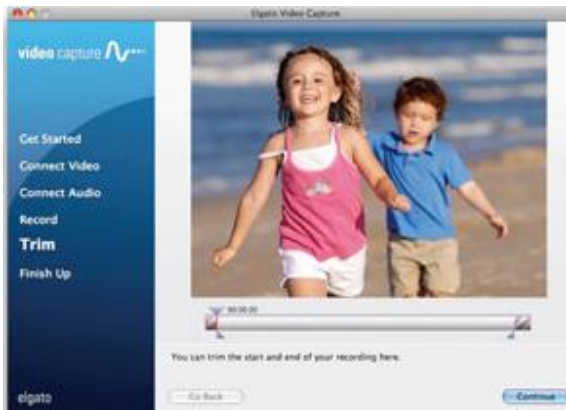 Elgato Video Capture
video capture
Get Started
Connect Video
Connect Audio
Record
Trim
Finish Up
00:00:00
You can trim the start and end of your recording here.
elgato
Go Back
Continue